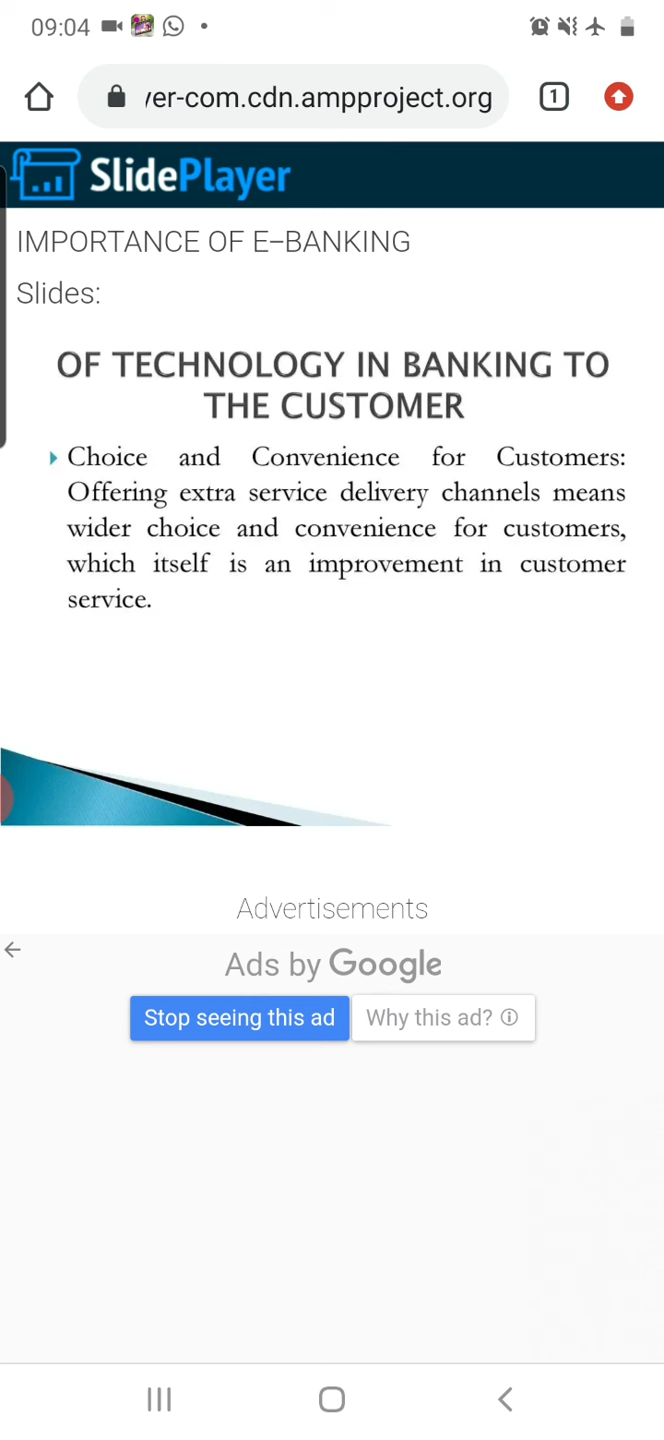 09:04
1
yer-com.cdn.ampproject.org
SlidePlayer
IMPORTANCE OF E-BANKING
Slides:
OF TECHNOLOGY IN BANKING TO
THE CUSTOMER
Choice and Convenience for Customers:
Offering extra service delivery channels means
wider choice and convenience for customers,
which itself is an improvement in customer
service.
Advertisements
Ads by Google
Stop seeing this ad
Why this ad?